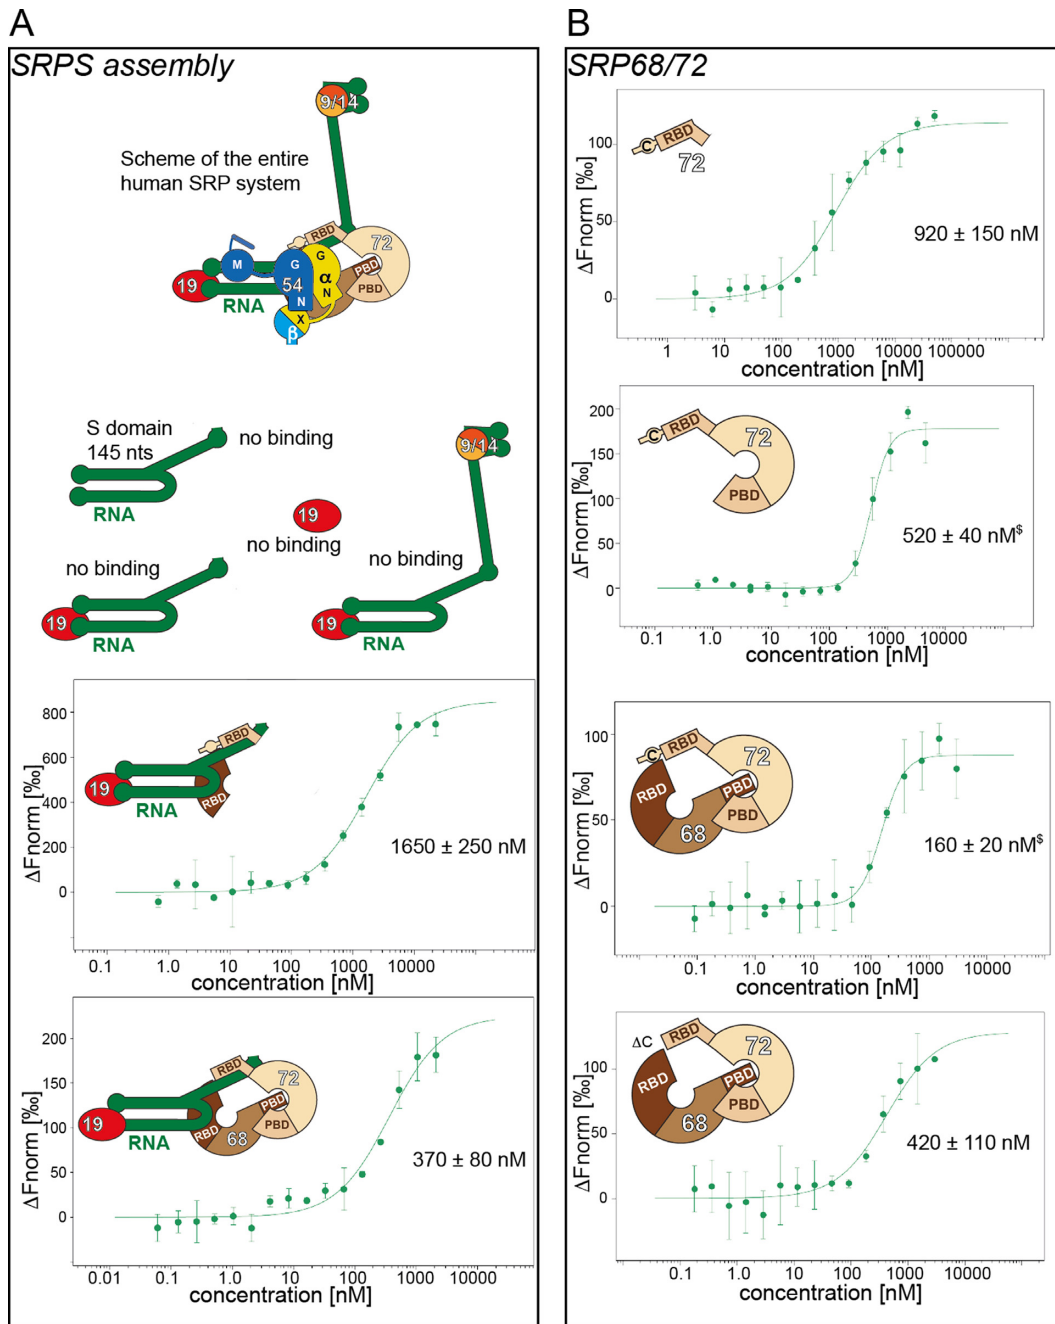 A
SRPS assembly
9/14
Scheme of the entire
human SRP system
RBD
72
M
G
G
19
54
α
PBD
N
PBD
RNA
N
X
β
S domain
145 nts
no binding
RNA
9/14
19
no binding
no binding
no binding
19
RNA
19
RNA
ΔFnorm [‰]
800
600
400
200
0
RBD
19
RBD
RNA
1650 ± 250 nM
0.1 1.0 10 100 1000 10000
concentration [nM]
ΔFnorm [‰]
200
150
100
50
0
RBD
72
19
PBD
RBD
PBD
68
RNA
370 ± 80 nM
0.01 0.1 1.0 10 100 1000 10000
concentration [nM]
B
SRP68/72
ΔFnorm [‰]
100
50
0
C
RBD
72
920 ± 150 nM
1 10 100 1000 10000 100000
concentration [nM]
ΔFnorm [‰]
200
150
100
50
0
C
RBD
72
PBD
520 ± 40 nM$
0.1 1.0 10 100 1000 10000
concentration [nM]
ΔFnorm [‰]
100
50
0
C
RBD
72
RBD
PBD
PBD
68
160 ± 20 nM$
0.1 1.0 10 100 1000 10000
concentration [nM]
ΔFnorm [‰]
100
50
0
ΔC
RBD
72
RBD
PBD
PBD
68
420 ± 110 nM
0.1 1.0 10 100 1000 10000
concentration [nM]